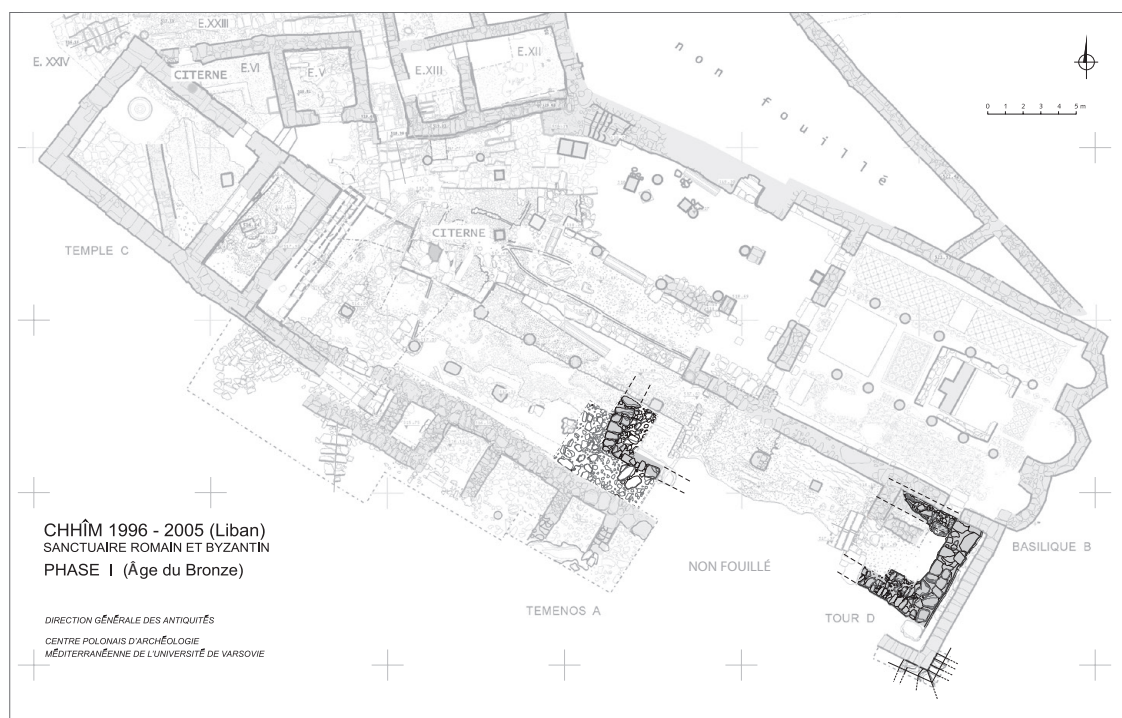 E.XXIII
E. XXIV
CITERNE
E.VI
E.V
E.XIII
E.XII
non fouillé
0 1 2 3 4 5 m
TEMPLE C
CITERNE
CHHÎM 1996 - 2005 (Liban)
SANCTUAIRE ROMAIN ET BYZANTIN
PHASE I (Âge du Bronze)
DIRECTION GÉNÉRALE DES ANTIQUITÉS
CENTRE POLONAIS D'ARCHÉOLOGIE
MÉDITERRANÉENNE DE L'UNIVERSITÉ DE VARSOVIE
NON FOUILLÉ
TEMENOS A
TOUR D
BASILIQUE B